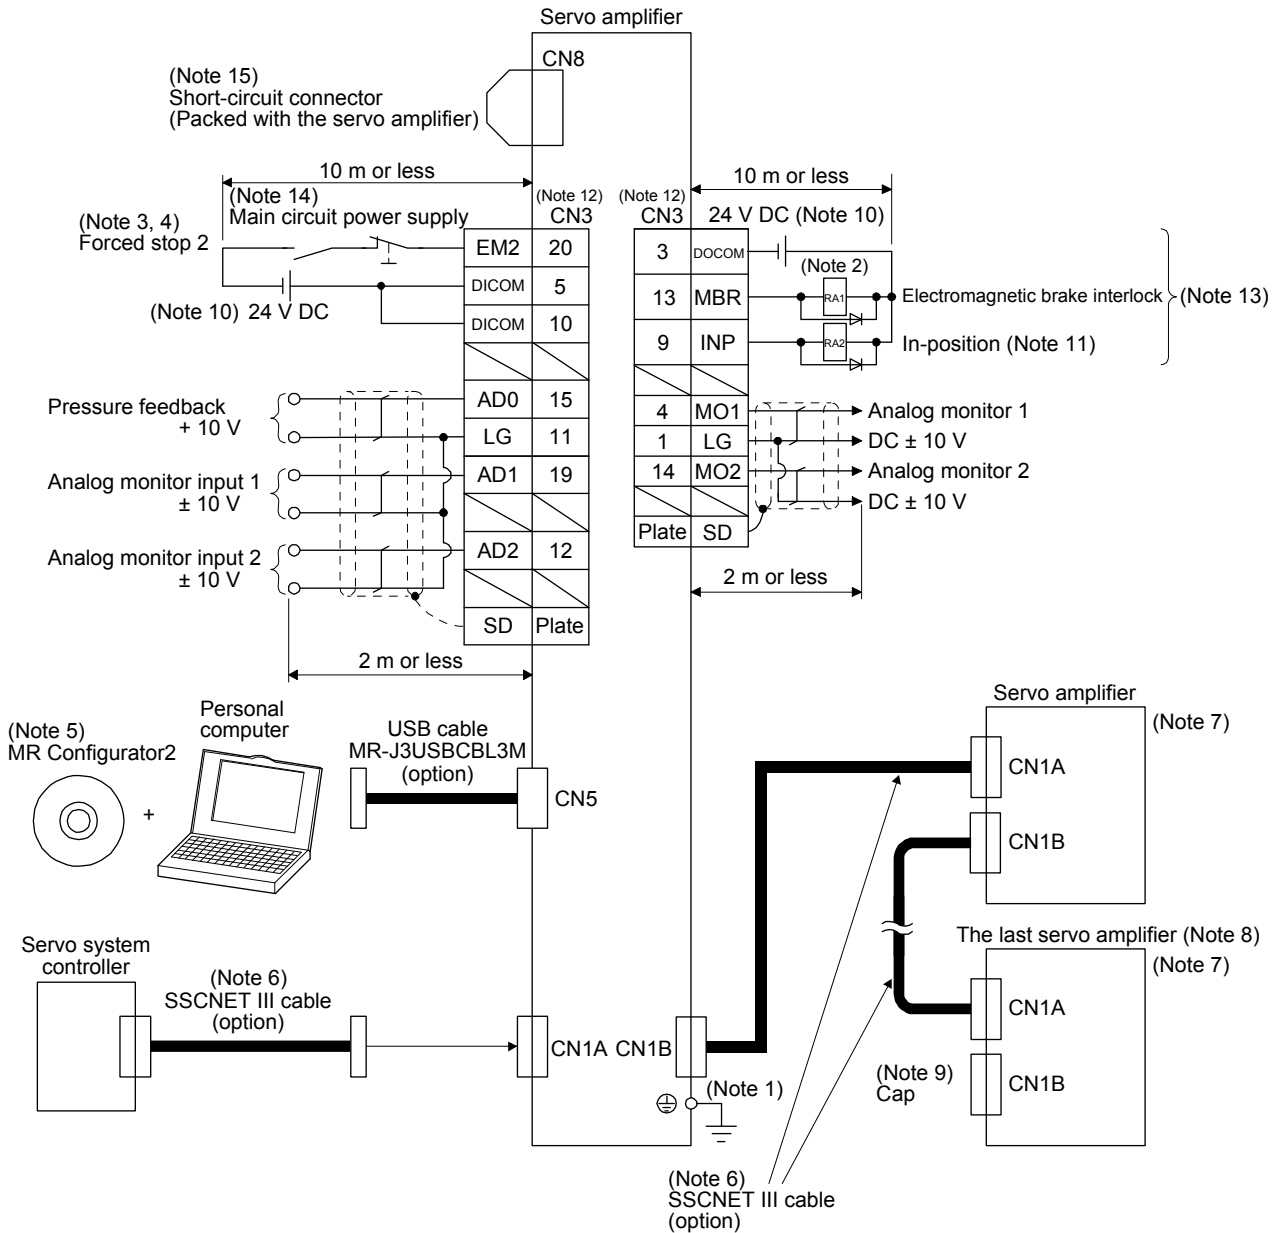 Servo amplifier
CN8
(Note 15)
Short-circuit connector
(Packed with the servo amplifier)
10 m or less
(Note 14)
Main circuit power supply
(Note 3, 4)
Forced stop 2
(Note 10) 24 V DC
(Note 12)
CN3
EM2 20
DICOM 5
DICOM 10
AD0 15
LG 11
AD1 19
AD2 12
SD Plate
Pressure feedback
+ 10 V
Analog monitor input 1
± 10 V
Analog monitor input 2
± 10 V
2 m or less
(Note 12)
CN3
10 m or less
24 V DC (Note 10)
3 DOCOM
(Note 2)
13 MBR
RA1
Electromagnetic brake interlock
(Note 13)
9 INP
RA2
In-position (Note 11)
4 MO1
Analog monitor 1
1 LG
DC ± 10 V
14 MO2
Analog monitor 2
DC ± 10 V
Plate SD
2 m or less
(Note 5)
MR Configurator2
+
Personal
computer
USB cable
MR-J3USBCBL3M
(option)
CN5
Servo amplifier
(Note 7)
CN1A
CN1B
The last servo amplifier (Note 8)
(Note 7)
CN1A
CN1B
(Note 9)
Cap
Servo system
controller
(Note 6)
SSCNET III cable
(option)
CN1A CN1B
(Note 1)
(Note 6)
SSCNET III cable
(option)